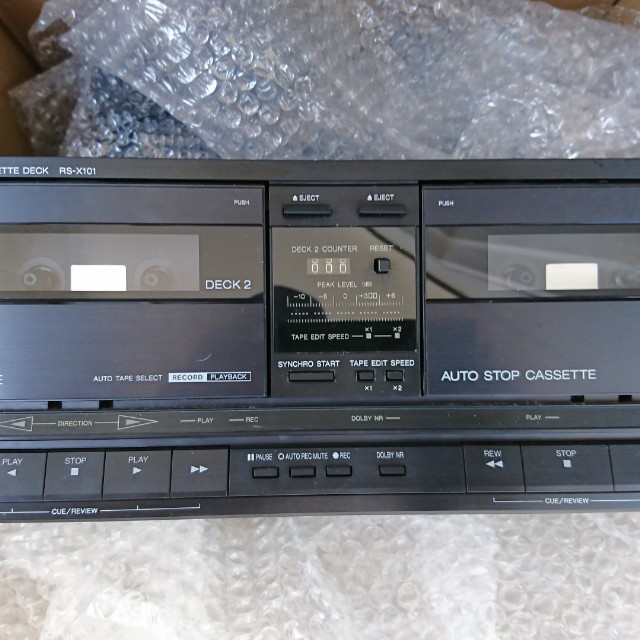 ETTE DECK RS-X101
PUSH
▲EJECT ▲EJECT
PUSH
DECK 2 COUNTER RESET
000
DECK 2
PEAK LEVEL (dB)
-10 -5 0 +3 +6
×1 ×2
TAPE EDIT SPEED
SYNCHRO START TAPE EDIT SPEED
×1 ×2
E
AUTO TAPE SELECT RECORD PLAYBACK
AUTO STOP CASSETTE
DIRECTION
PLAY REC DOLBY NR PLAY
PLAY STOP PLAY
PAUSE AUTO REC MUTE REC DOLBY NR
REW STOP
CUE/REVIEW
CUE/REVIEW